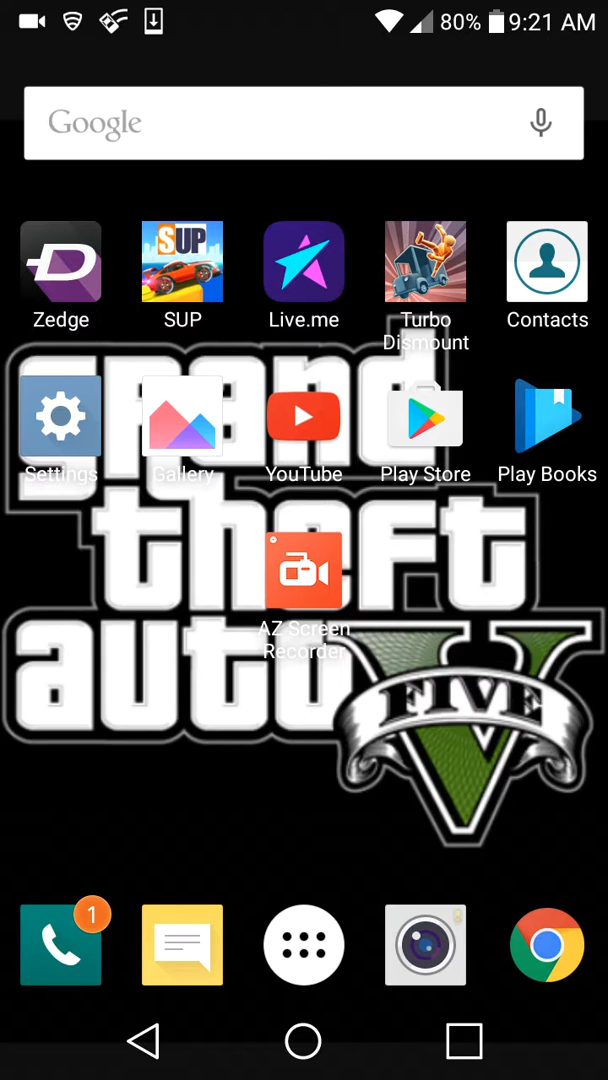 80% 9:21 AM
Google
SUP
Zedge SUP Live.me Turbo Dismount Contacts
grand
Settings Gallery YouTube Play Store Play Books
theft
AZ Screen Recorder
auto V
FIVE
1